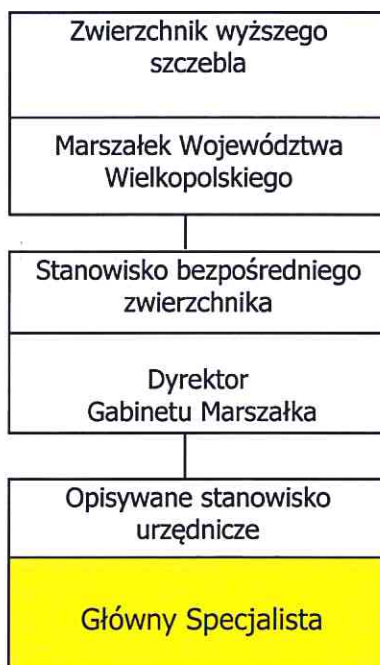 Zwierzchnik wyższego
szczebla
Marszałek Województwa
Wielkopolskiego
Stanowisko bezpośredniego
zwierzchnika
Dyrektor
Gabinetu Marszałka
Opisywane stanowisko
urzędnicze
Główny Specjalista